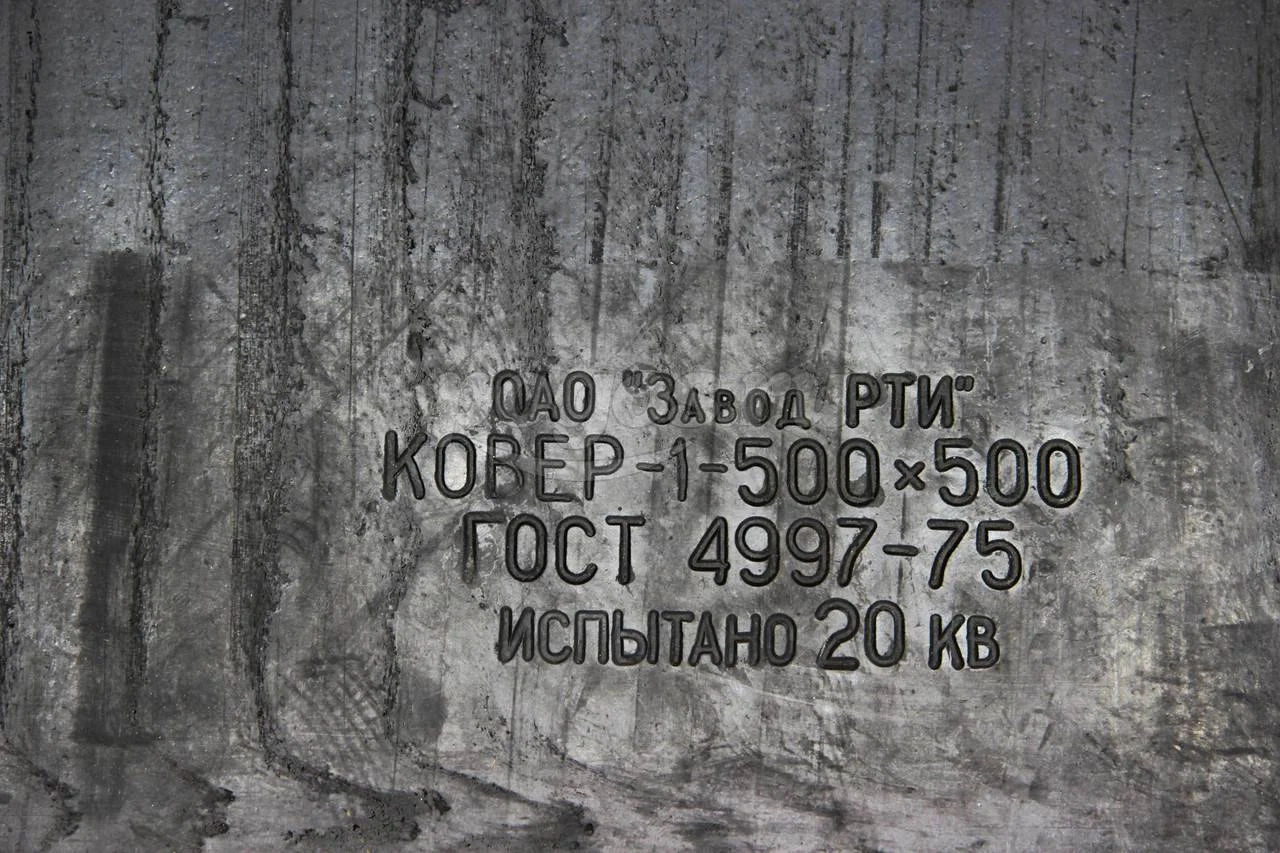 ОАО "Завод РТИ"
КОВЕР-1-500×500
ГОСТ 4997-75
ИСПЫТАНО 20 КВ